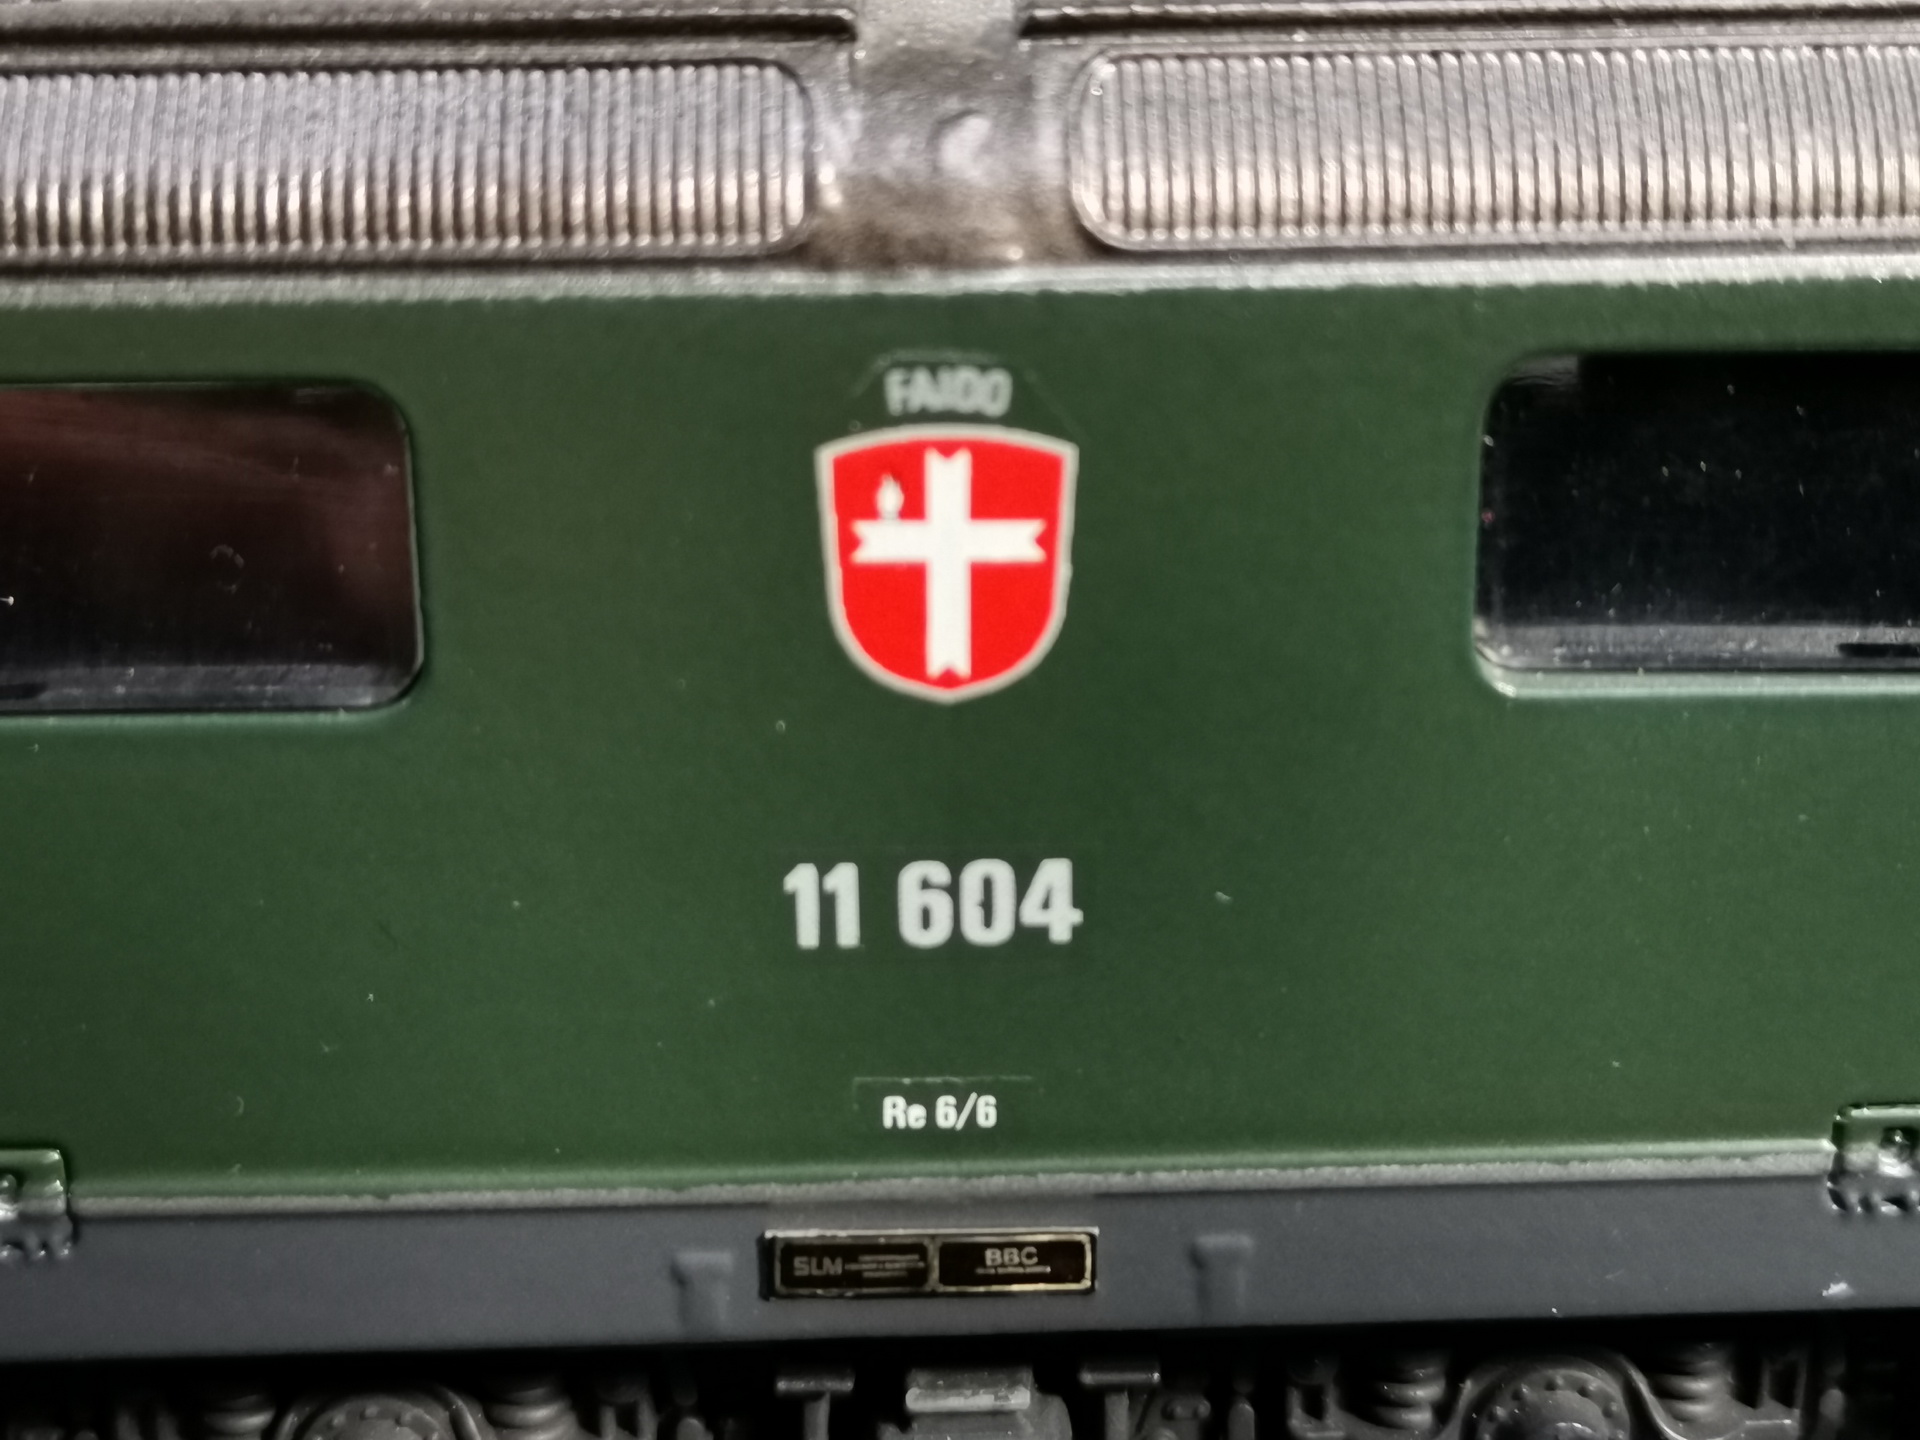 FAIDO
11 604
Re 6/6
SLM
BBC